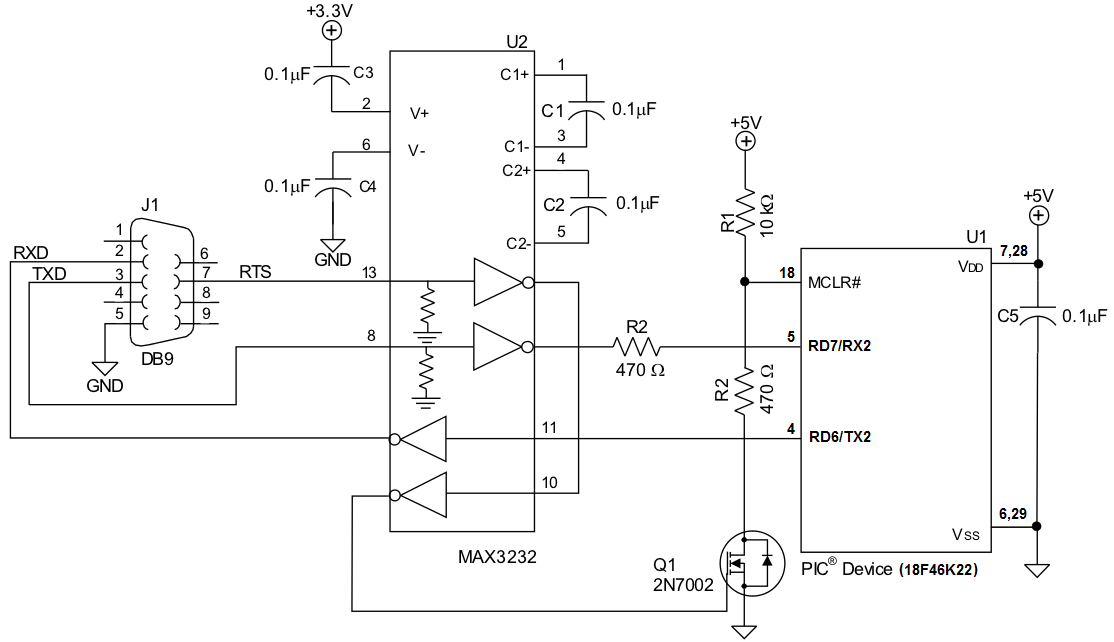 +3.3V
0.1µF
C3
U2
C1+
1
C1
0.1µF
2
V+
C1-
3
6
V-
C2+
4
0.1µF
C4
C2
0.1µF
C2-
5
GND
+5V
R1
10 kΩ
+5V
J1
1
RXD
2
6
TXD
3
7
RTS
13
4
8
5
9
DB9
GND
8
R2
470 Ω
U1
7,28
VDD
18
MCLR#
C5
0.1µF
5
RD7/RX2
R2
470 Ω
11
4
RD6/TX2
10
6,29
VSS
MAX3232
Q1
2N7002
PIC® Device (18F46K22)